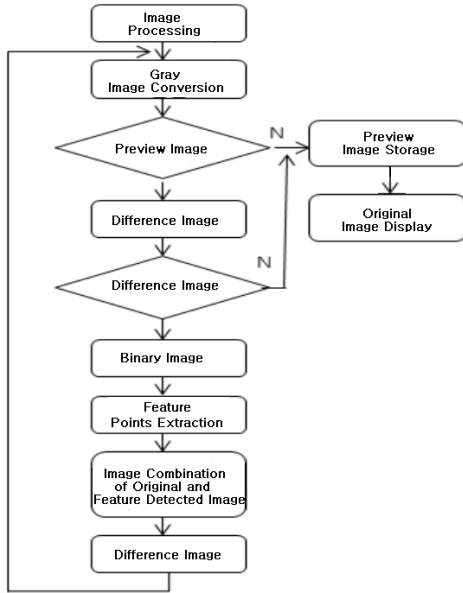 Image
Processing
Gray
Image Conversion
Preview Image
N
Preview
Image Storage
Difference Image
Original
Image Display
N
Difference Image
Binary Image
Feature
Points Extraction
Image Combination
of Original and
Feature Detected Image
Difference Image